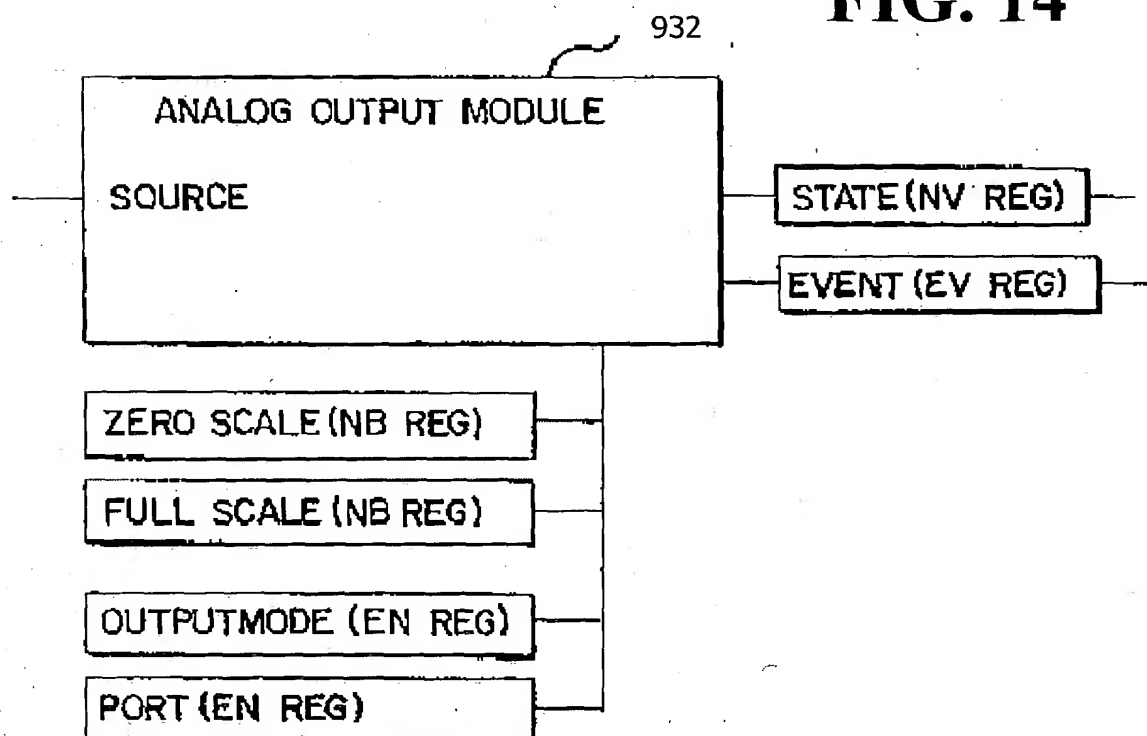 FIG. 14
932
ANALOG OUTPUT MODULE
SOURCE
STATE (NV REG)
EVENT (EV REG)
ZERO SCALE (NB REG)
FULL SCALE (NB REG)
OUTPUTMODE (EN REG)
PORT (EN REG)